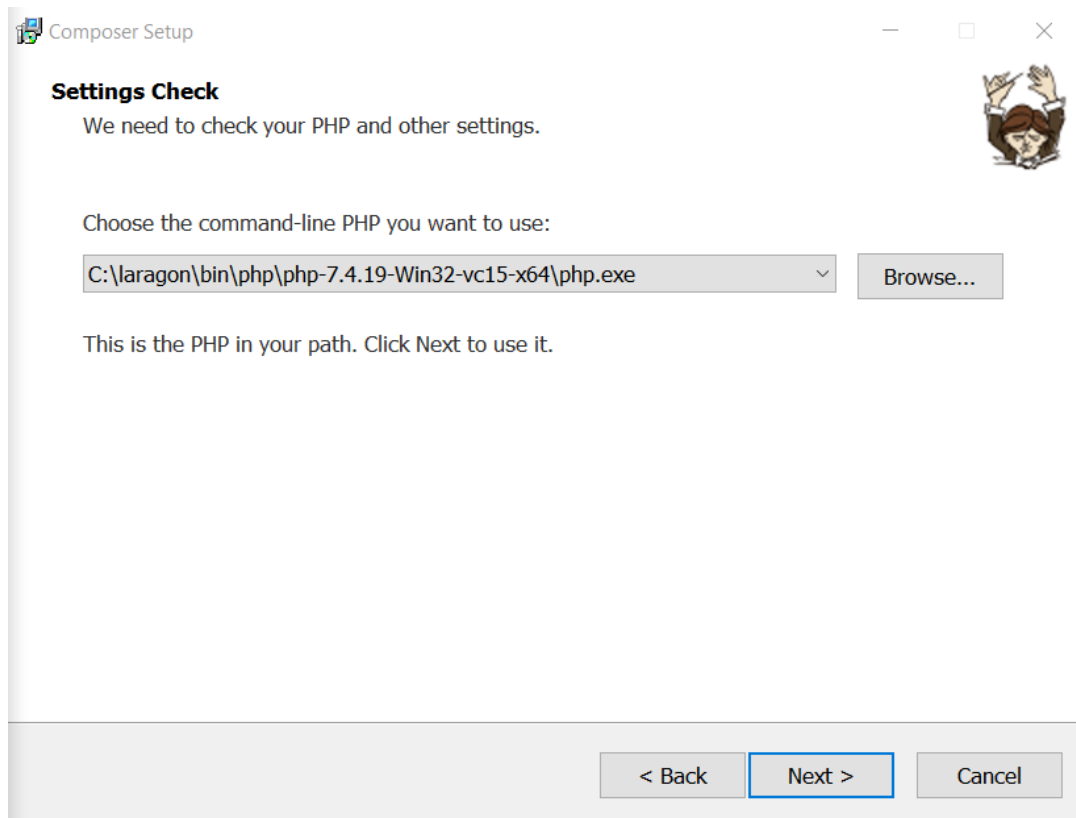 Composer Setup
Settings Check
We need to check your PHP and other settings.
Choose the command-line PHP you want to use:
C:\laragon\bin\php\php-7.4.19-Win32-vc15-x64\php.exe
Browse...
This is the PHP in your path. Click Next to use it.
< Back
Next >
Cancel